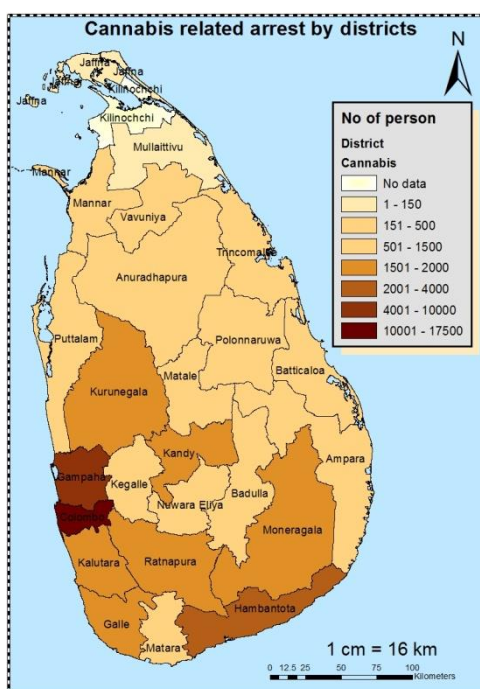 Cannabis related arrest by districts
N
Jaffna
Jaffna
Jaffna
Jaffna
Kilinochchi
Kilinochchi
Mullaittivu
Mannar
Mannar
Vavuniya
Trincomalee
Anuradhapura
Puttalam
Polonnaruwa
Batticaloa
Matale
Kurunegala
Kandy
Ampara
Gampaha
Kegalle
Nuwara Eliya
Badulla
Colombo
Moneragala
Kalutara
Ratnapura
Hambantota
Galle
Matara
No of person
District
Cannabis
No data
1 - 150
151 - 500
501 - 1500
1501 - 2000
2001 - 4000
4001 - 10000
10001 - 17500
1 cm = 16 km
0 12.5 25 50 75 100
Kilometers